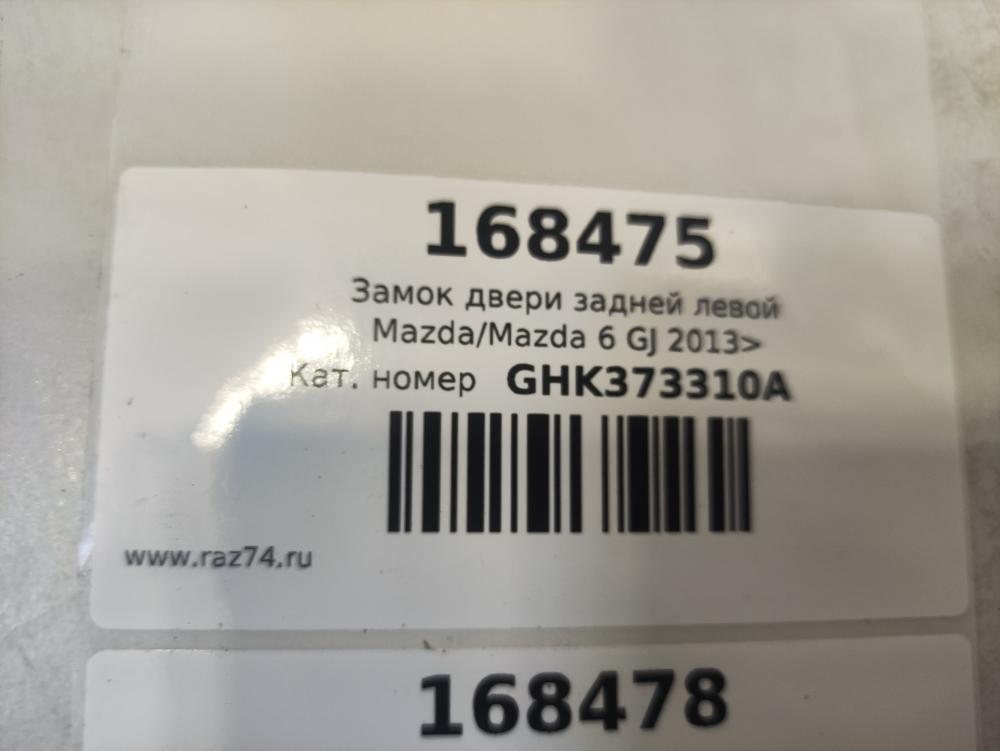 168475
Замок двери задней левой
Mazda/Mazda 6 GJ 2013>
Кат. номер GHK373310A
www.raz74.ru
168478